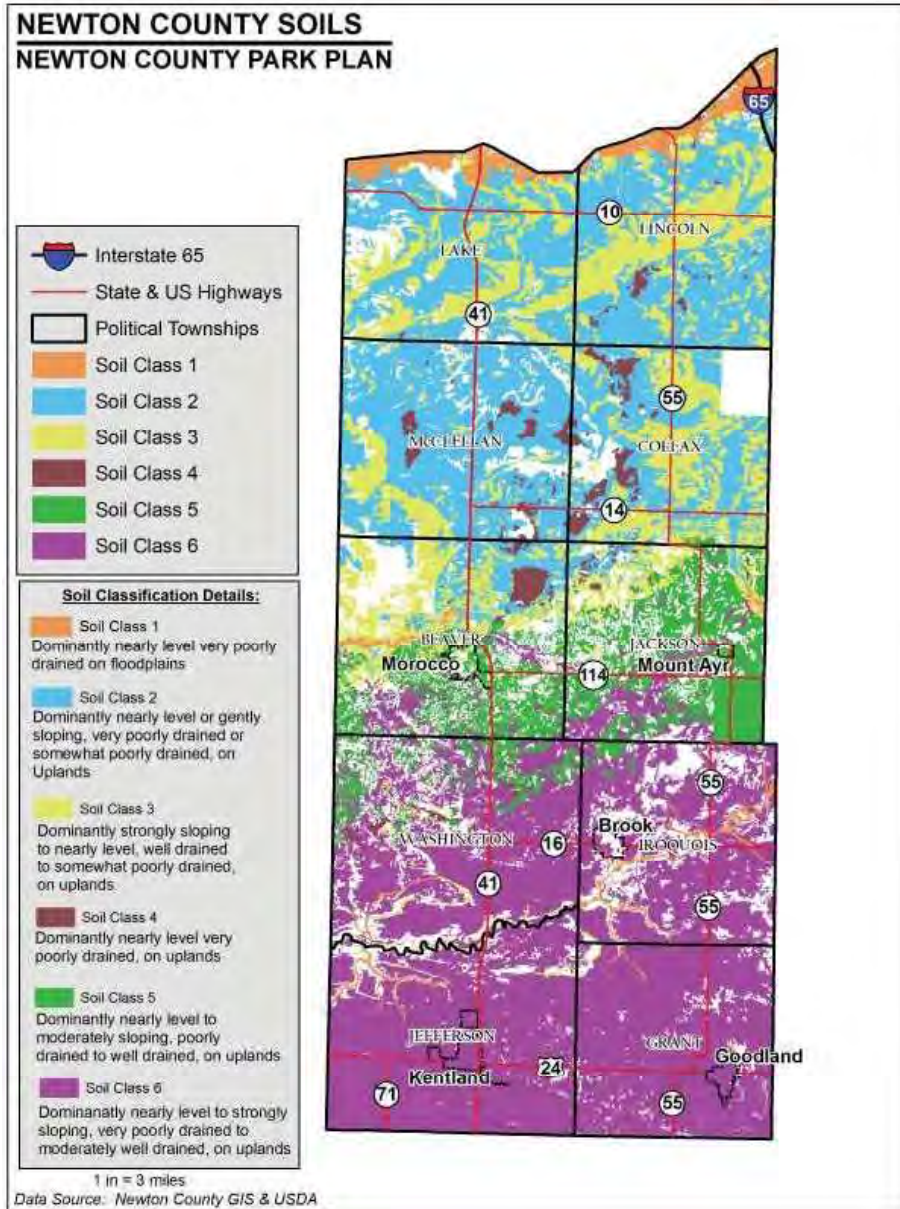 NEWTON COUNTY SOILS
NEWTON COUNTY PARK PLAN
Interstate 65
State & US Highways
Political Townships
Soil Class 1
Soil Class 2
Soil Class 3
Soil Class 4
Soil Class 5
Soil Class 6
Soil Classification Details:
Soil Class 1
Dominantly nearly level very poorly
drained on floodplains
Soil Class 2
Dominantly nearly level or gently
sloping, very poorly drained or
somewhat poorly drained, on
Uplands
Soil Class 3
Dominantly strongly sloping
to nearly level, well drained
to somewhat poorly drained,
on uplands
Soil Class 4
Dominantly nearly level very
poorly drained, on uplands
Soil Class 5
Dominantly nearly level to
moderately sloping, poorly
drained to well drained, on uplands
Soil Class 6
Dominanatly nearly level to strongly
sloping, very poorly drained to
moderately well drained, on uplands
1 in = 3 miles
Data Source: Newton County GIS & USDA
65
10
LINCOLN
LAKE
41
55
McCLELLAN
COLFAX
14
BEAVER
JACKSON
Morocco
Mount Ayr
114
55
Brook
WASHINGTON
16
IROQUOIS
41
55
JEFFERSON
GRANT
Goodland
Kentland
24
71
55